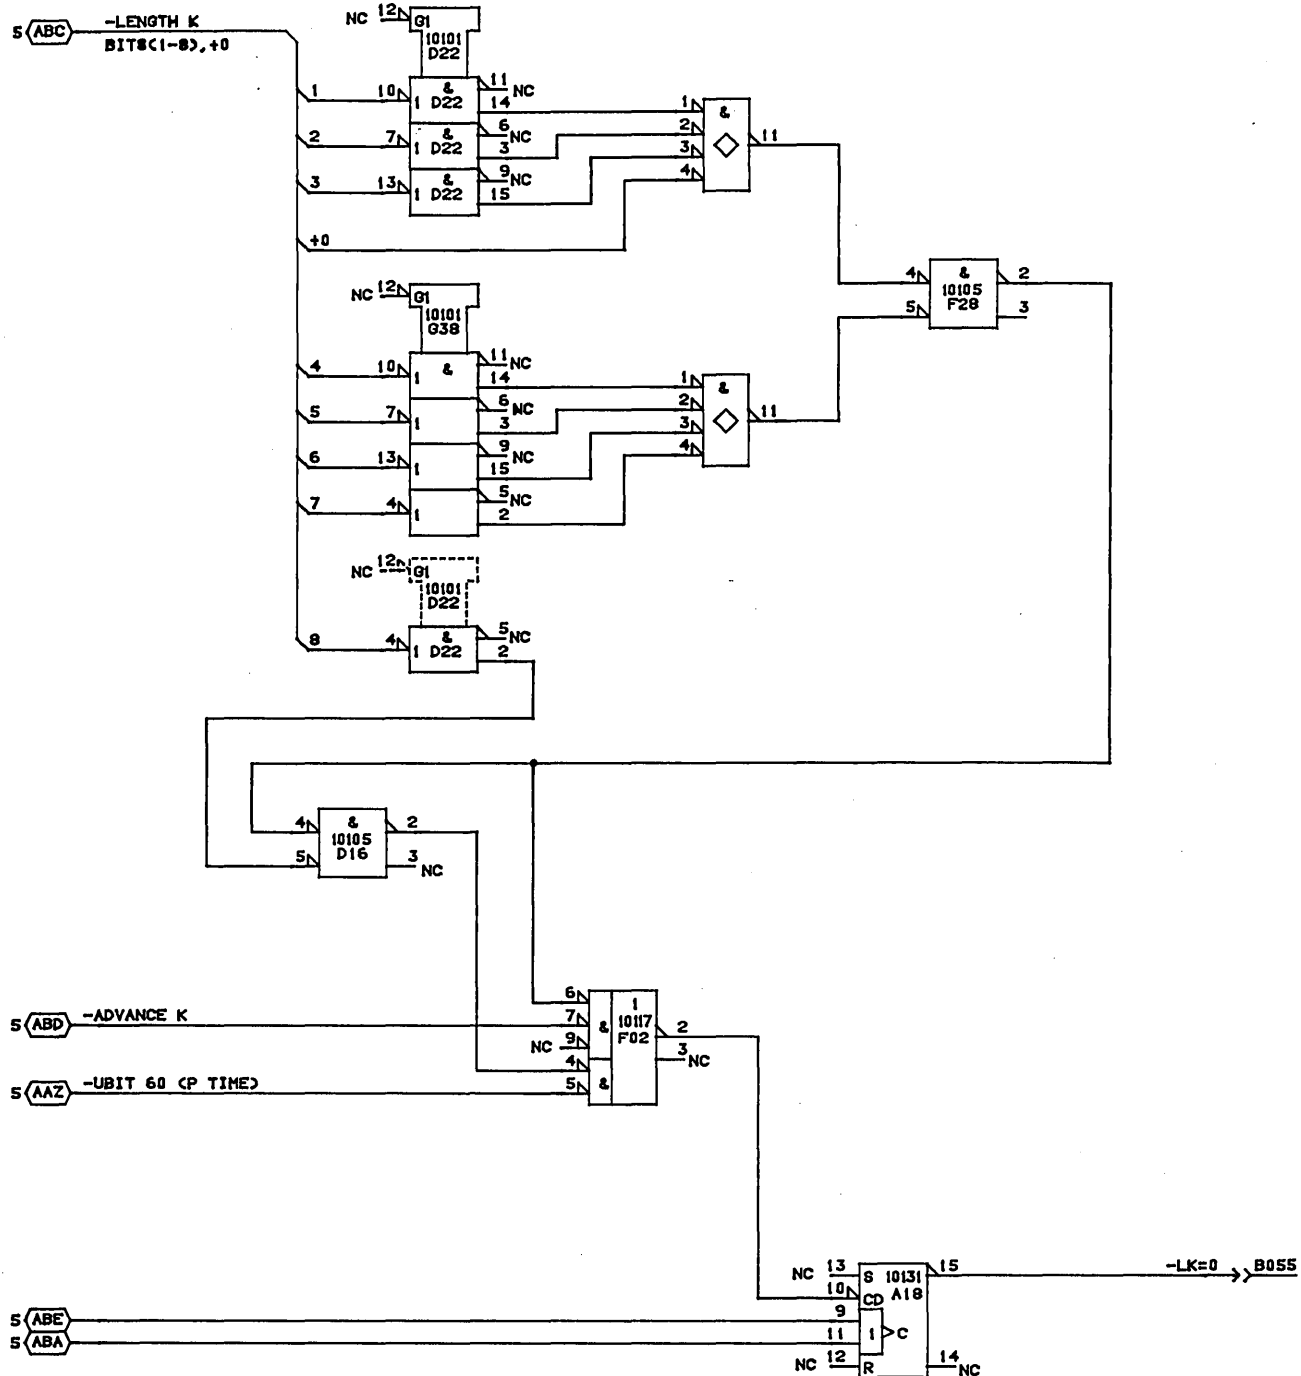 5 ABC -LENGTH K
BITS(1-8),+0
NC 12 G1
10101
D22
1 10 1 & D22 11 NC
14
2 7 1 & D22 6 NC
3
3 13 1 & D22 9 NC
15
+0
1 &
2
3
4
11
NC 12 G1
10101
G38
4 10 1 & 11 NC
14
5 7 1 6 NC
3
6 13 1 9 NC
15
7 4 1 5 NC
2
1 &
2
3
4
11
4 & 2
10105
5 F28 3
NC 12 G1
10101
D22
8 4 1 & D22 5 NC
2
4 & 2
10105
5 D16 3 NC
6 1
10117
F02
5 ABD -ADVANCE K 7 &
NC 9
2
3 NC
4
5 AAZ -UBIT 60 (P TIME) 5 &
NC 13 S 10131 15 -LK=0 B055
10 CD A18
5 ABE 9
5 ABA 11 1 C
NC 12 R 14 NC